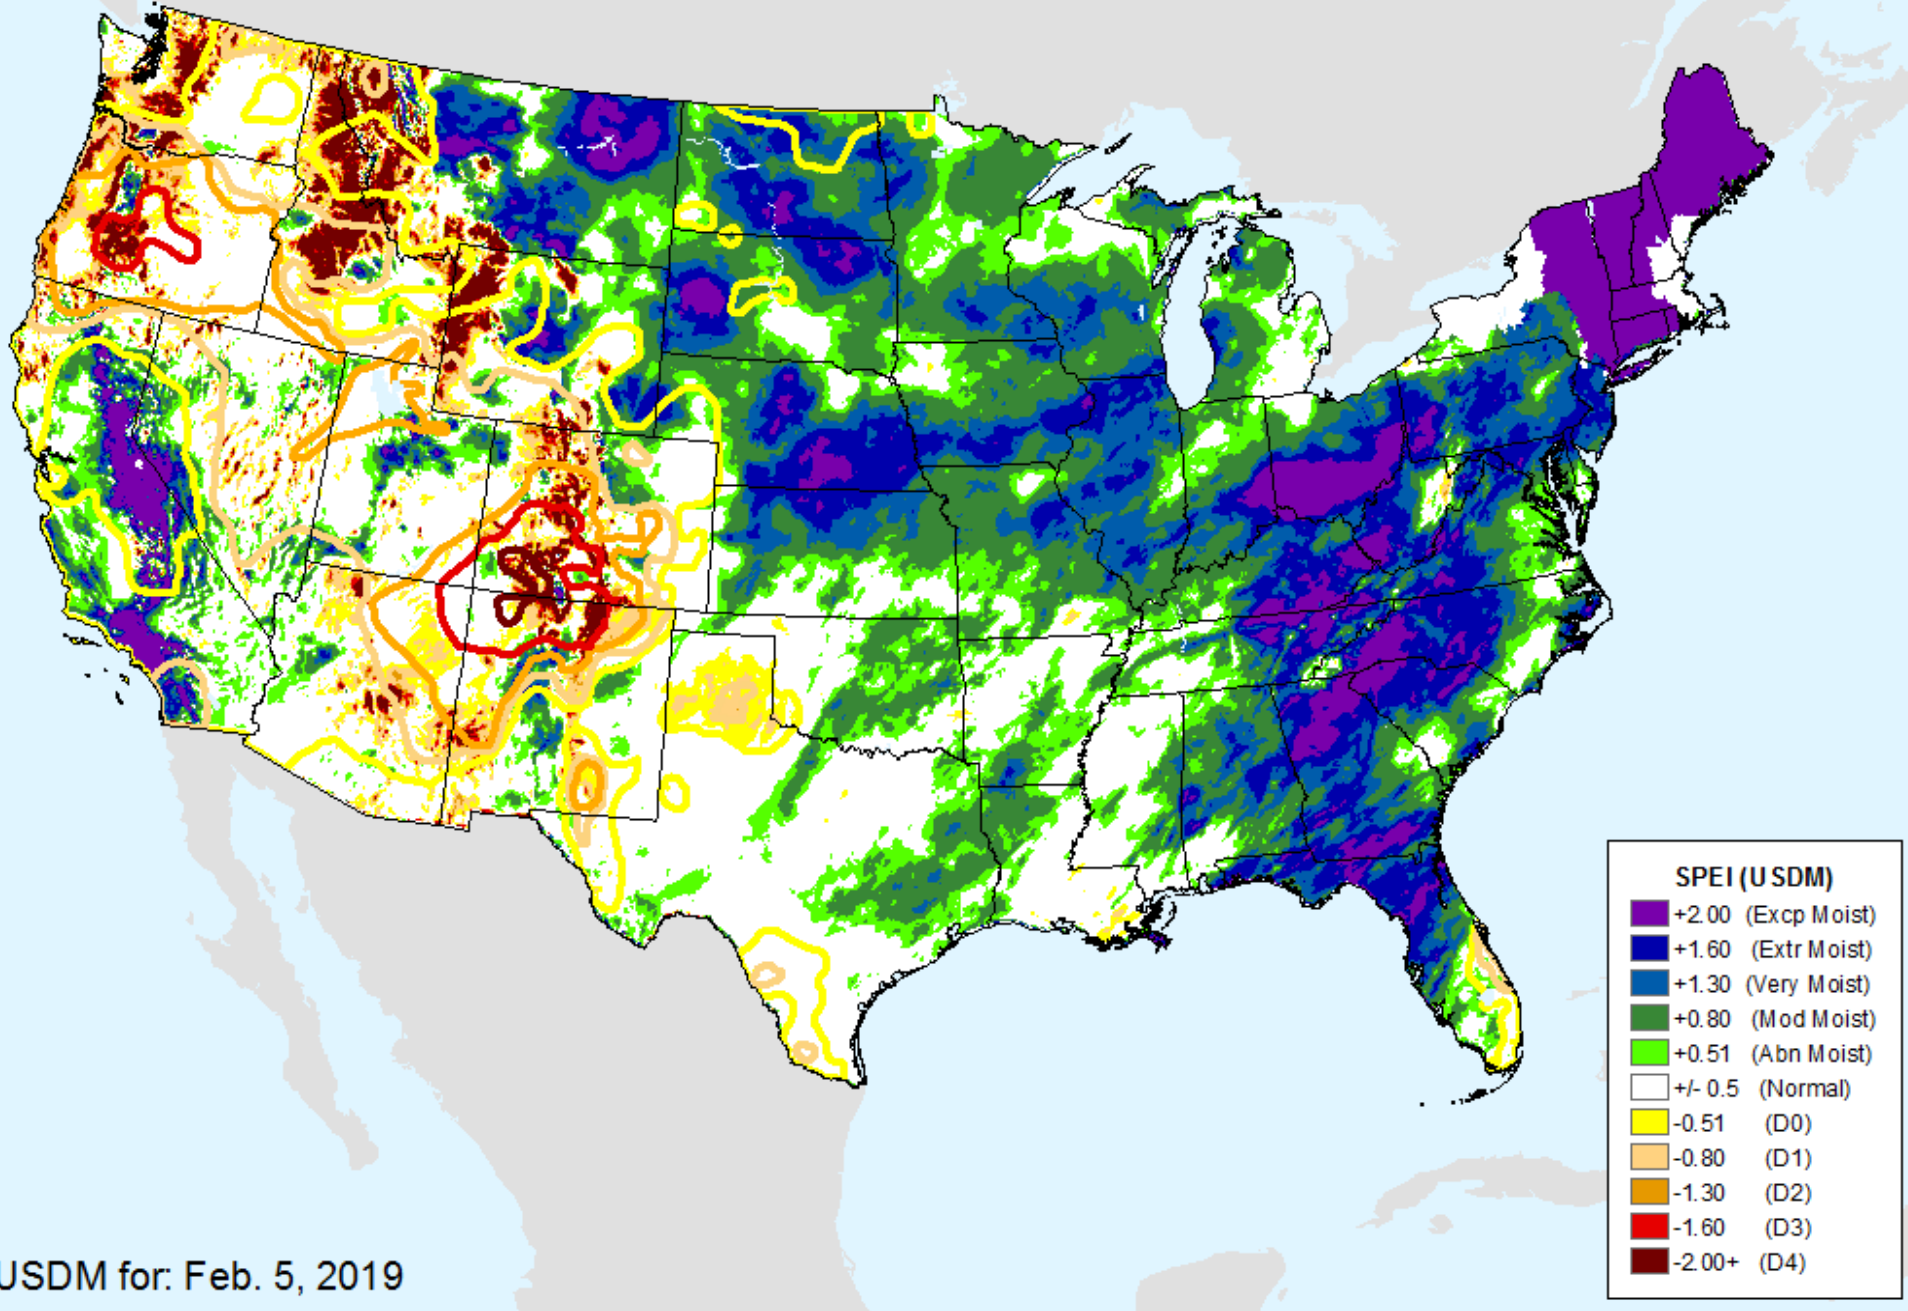 SPEI (USDM)
+2.00 (Excp Moist)
+1.60 (Extr Moist)
+1.30 (Very Moist)
+0.80 (Mod Moist)
+0.51 (Abn Moist)
+/- 0.5 (Normal)
-0.51 (D0)
-0.80 (D1)
-1.30 (D2)
-1.60 (D3)
-2.00+ (D4)
USDM for: Feb. 5, 2019